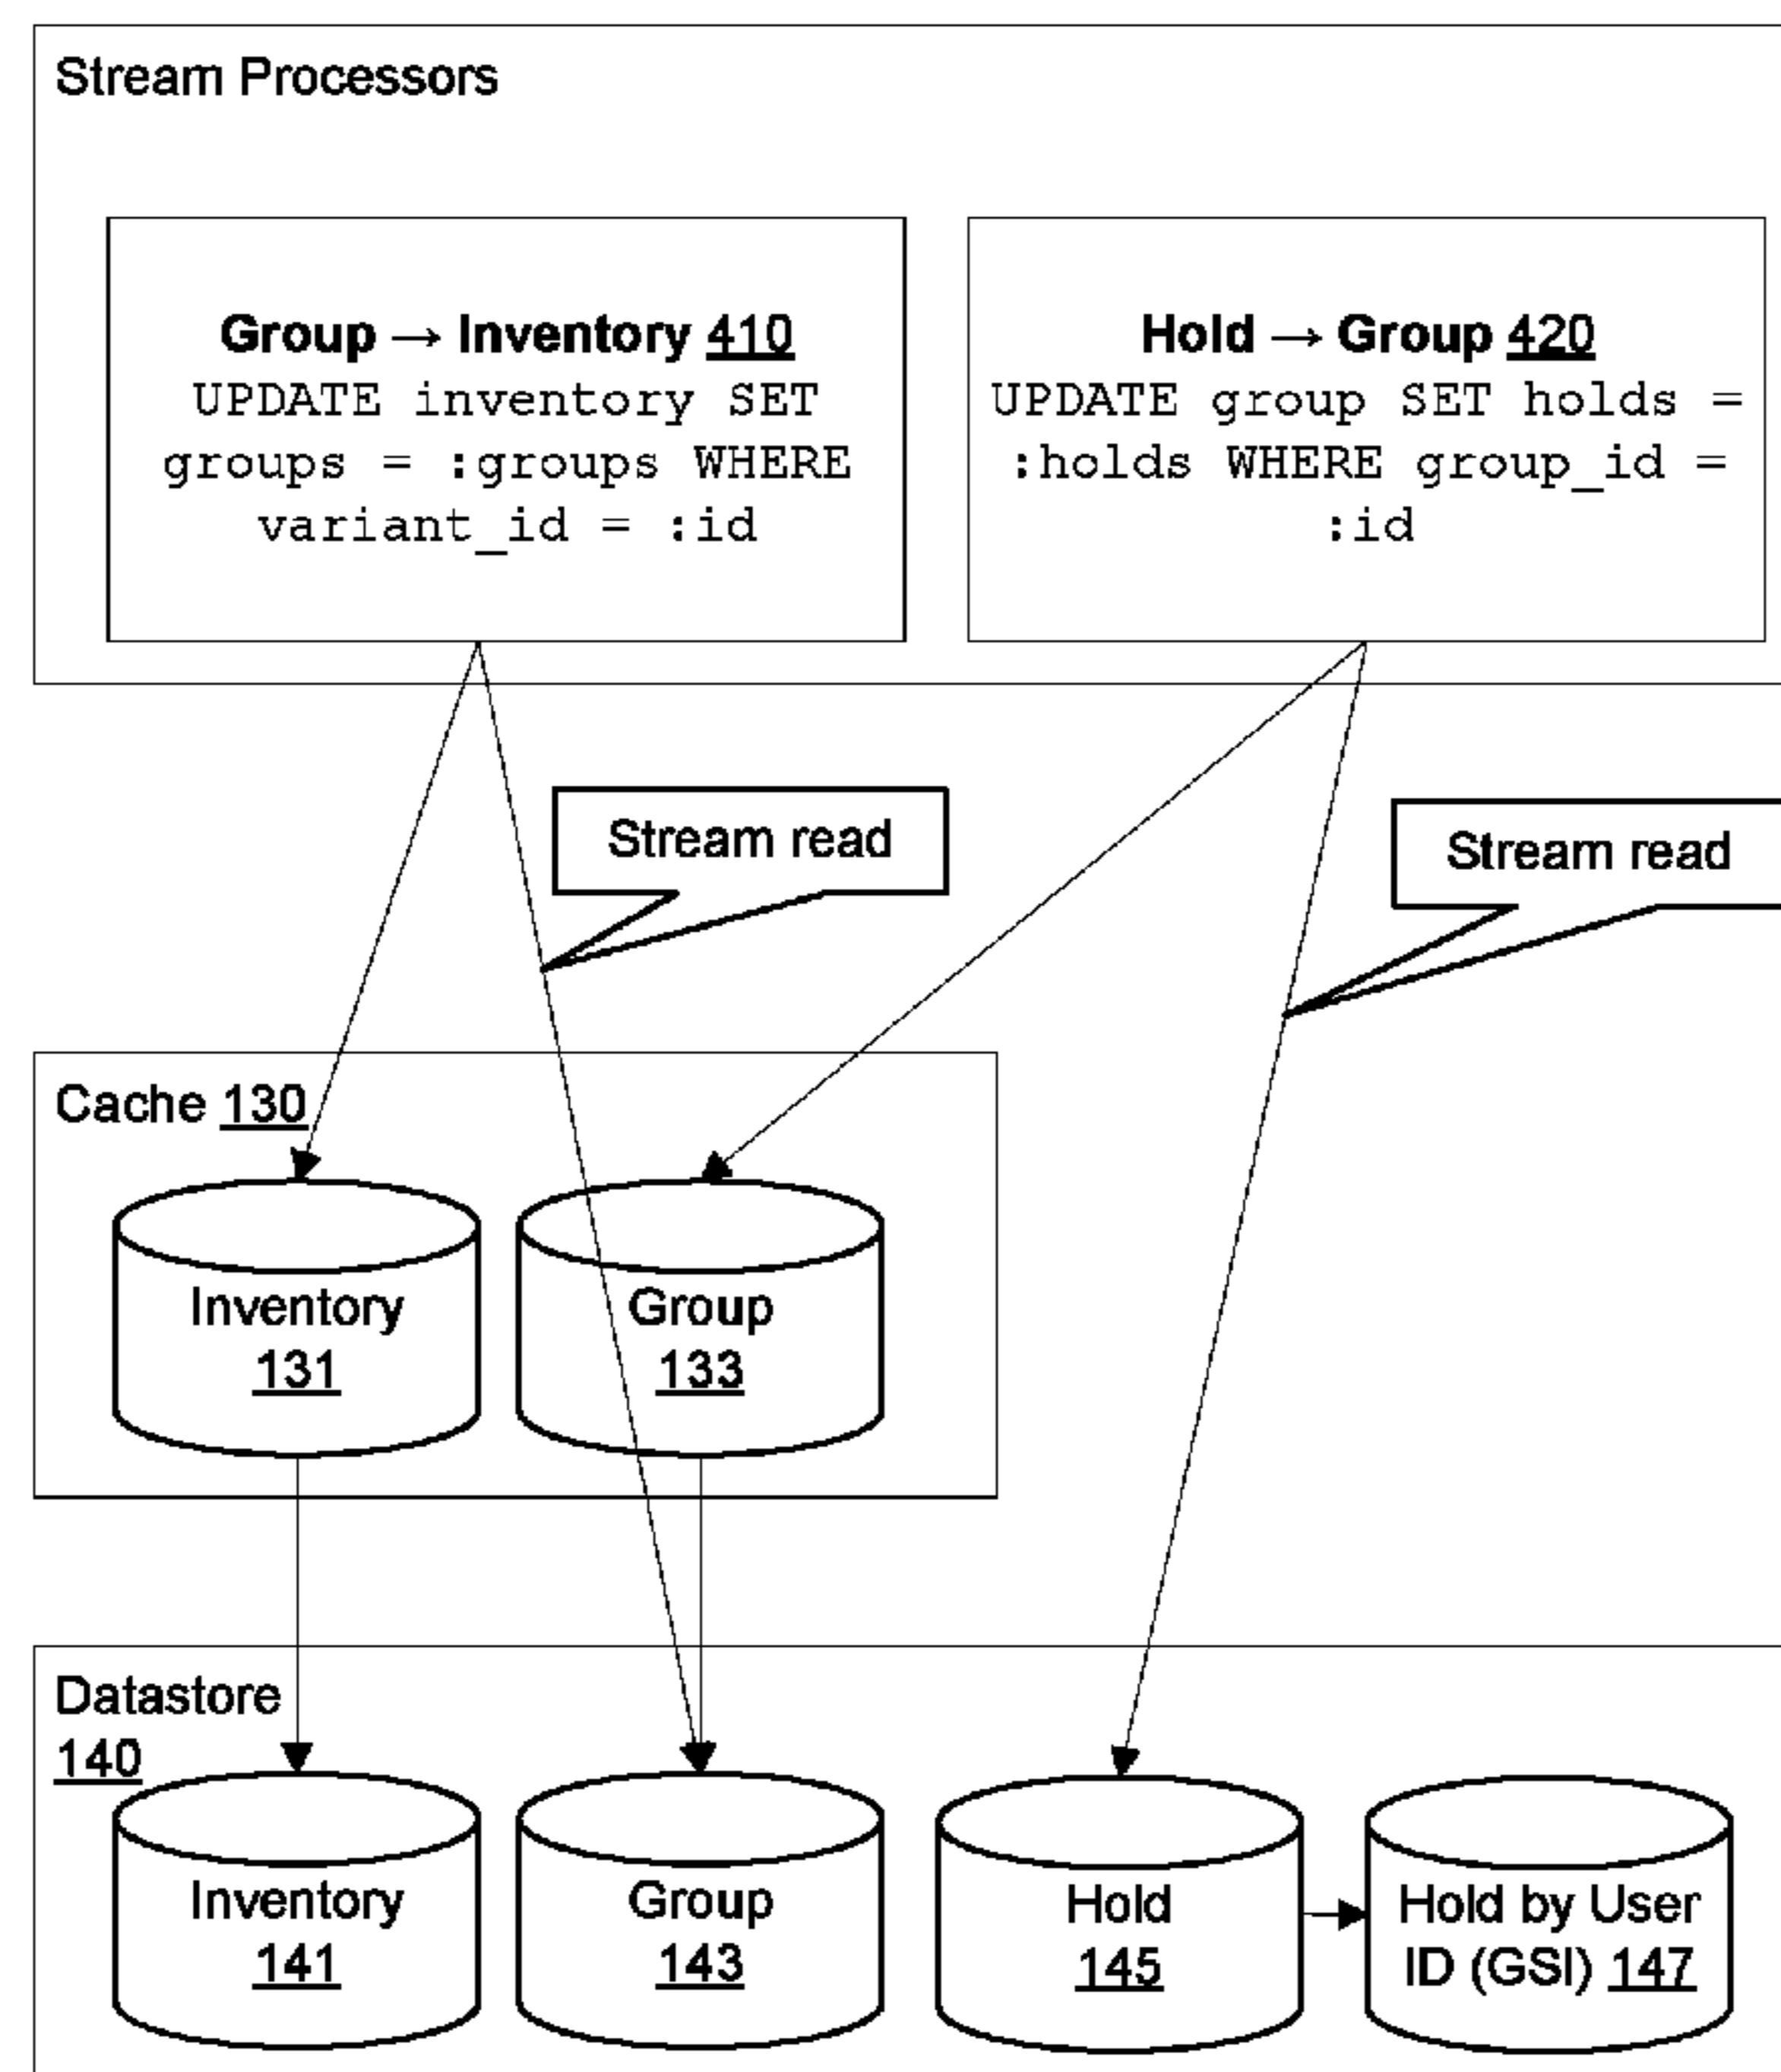 Stream Processors
Group → Inventory 410
UPDATE inventory SET
groups = :groups WHERE
variant_id = :id
Hold → Group 420
UPDATE group SET holds =
:holds WHERE group_id =
:id
Stream read
Stream read
Cache 130
Inventory
131
Group
133
Datastore
140
Inventory
141
Group
143
Hold
145
Hold by User
ID (GSI) 147